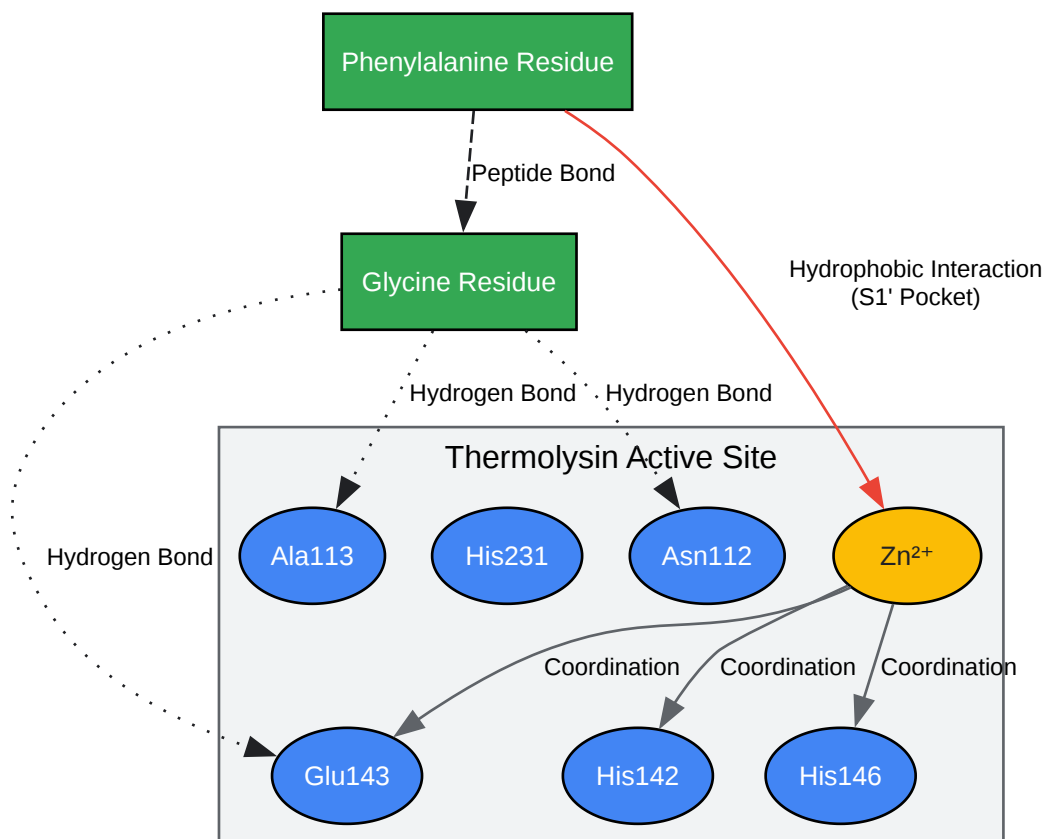 Phenylalanine Residue
Peptide Bond
Glycine Residue
Hydrophobic Interaction
(S1' Pocket)
Hydrogen Bond
Hydrogen Bond
Thermolysin Active Site
Hydrogen Bond
Ala113
His231
Asn112
Zn²⁺
Coordination
Coordination
Coordination
Glu143
His142
His146